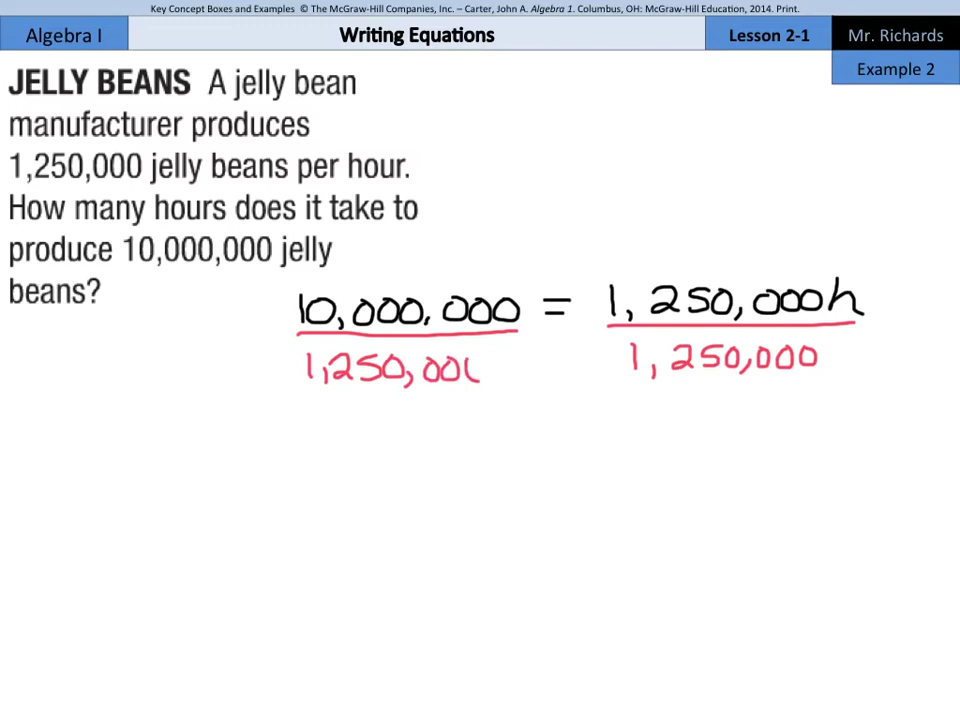 Key Concept Boxes and Examples © The McGraw-Hill Companies, Inc. – Carter, John A. Algebra 1. Columbus, OH: McGraw-Hill Education, 2014. Print.
Algebra I
Writing Equations
Lesson 2-1
Mr. Richards
Example 2
JELLY BEANS A jelly bean
manufacturer produces
1,250,000 jelly beans per hour.
How many hours does it take to
produce 10,000,000 jelly
beans?
10,000,000 = 1,250,000h
1,250,00( 1,250,000